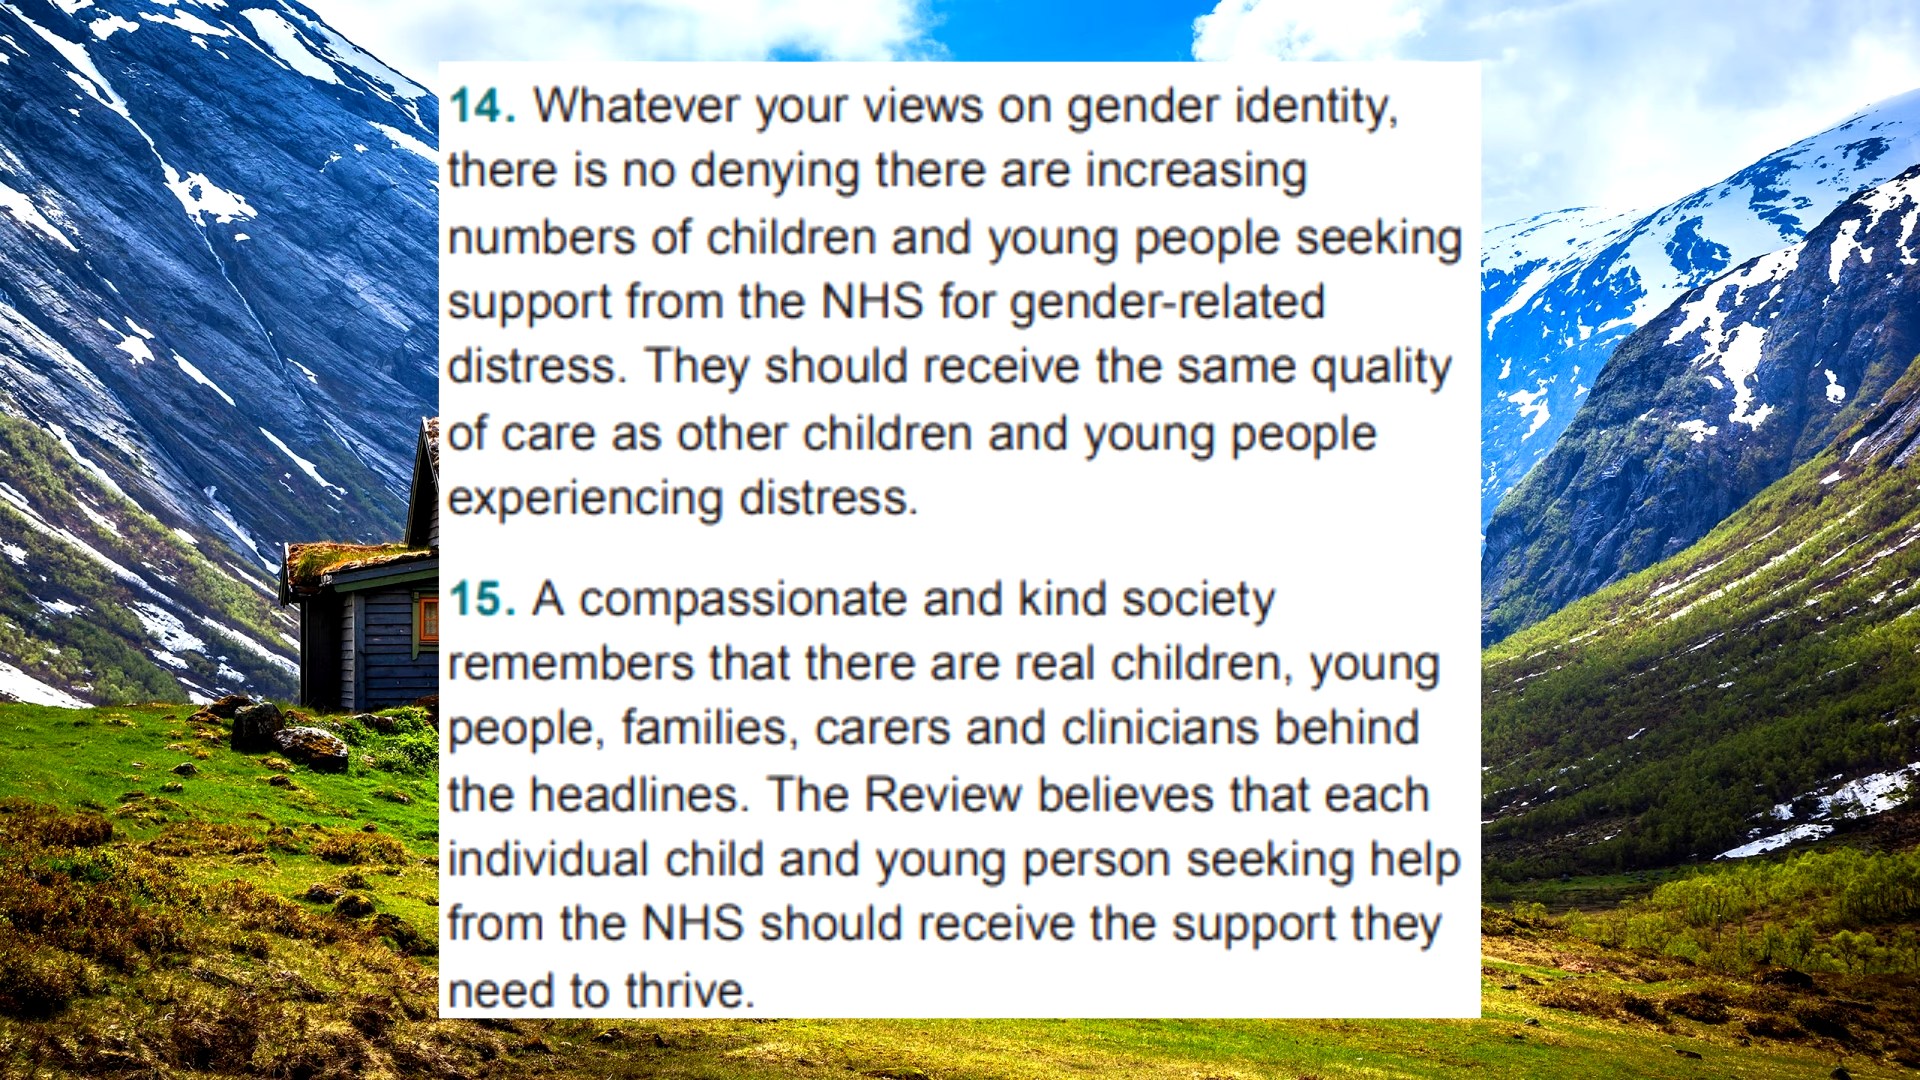 14. Whatever your views on gender identity,
there is no denying there are increasing
numbers of children and young people seeking
support from the NHS for gender-related
distress. They should receive the same quality
of care as other children and young people
experiencing distress.
15. A compassionate and kind society
remembers that there are real children, young
people, families, carers and clinicians behind
the headlines. The Review believes that each
individual child and young person seeking help
from the NHS should receive the support they
need to thrive.